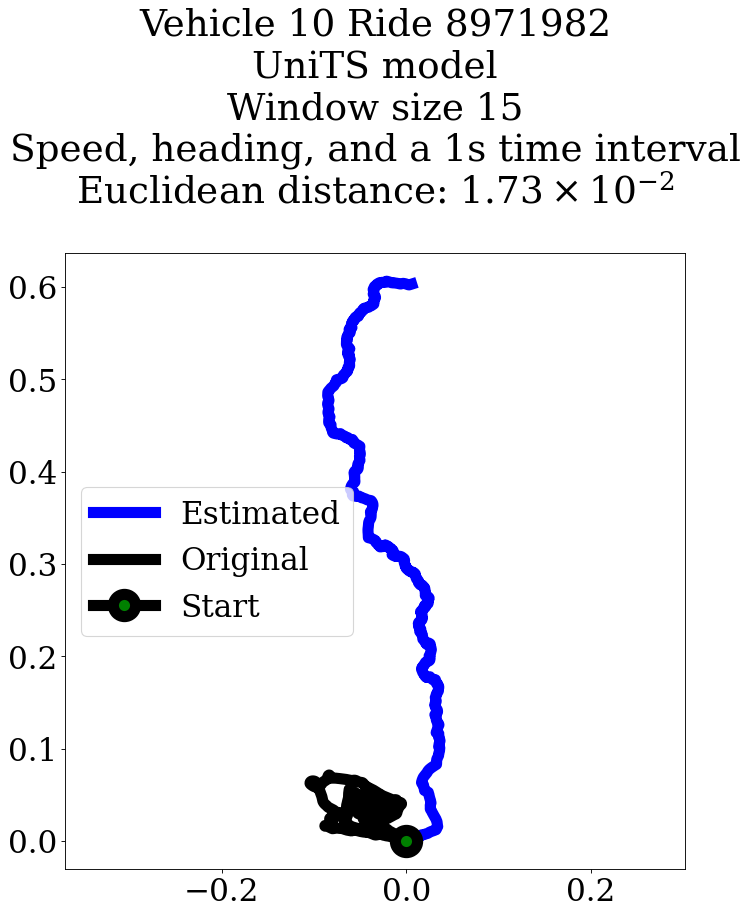 Vehicle 10 Ride 8971982
UniTS model
Window size 15
Speed, heading, and a 1s time interval
Euclidean distance: 1.73 × 10⁻²
0.6
0.5
0.4
0.3
0.2
0.1
0.0
Estimated
Original
Start
−0.2
0.0
0.2